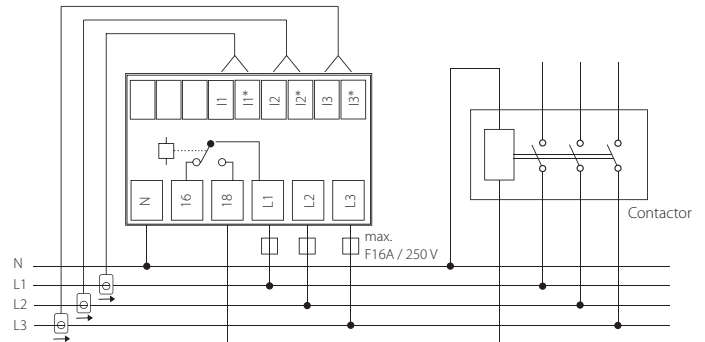 I1 I1* I2 I2* I3 I3*
N 16 18 L1 L2 L3
Contactor
max.
F16A / 250 V
N
L1
L2
L3